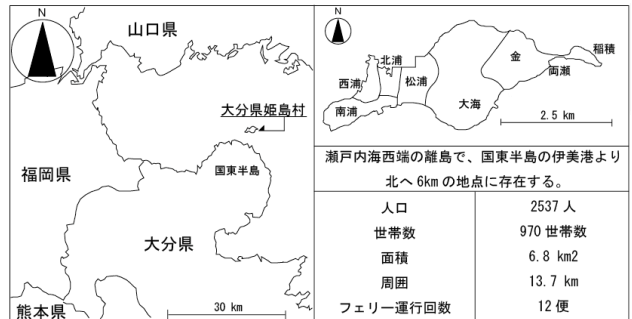 N
山口県
大分県姫島村
福岡県
国東半島
大分県
熊本県
30 km
N
北浦
西浦
松浦
南浦
大海
金
稲積
両瀬
2.5 km
瀬戸内海西端の離島で、国東半島の伊美港より
北へ 6km の地点に存在する。
人口 2537 人
世帯数 970 世帯数
面積 6.8 km2
周囲 13.7 km
フェリー運行回数 12 便